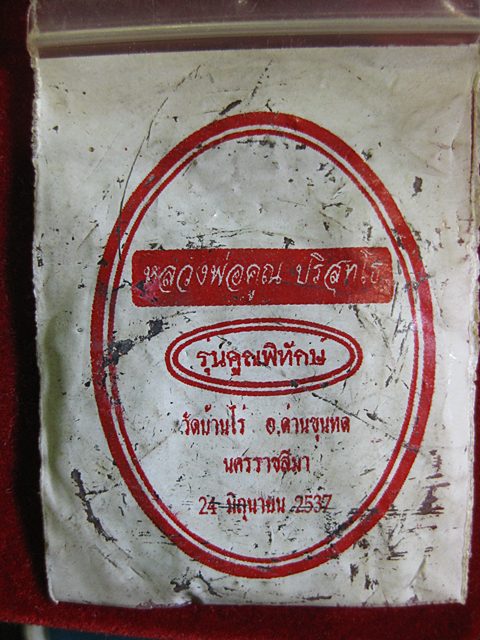 หลวงพ่อคูณ ปริสุทโธ
รุ่นคูณพิทักษ์
วัดบ้านไร่ อ.ด่านขุนทด
นครราชสีมา
24 มิถุนายน 2537